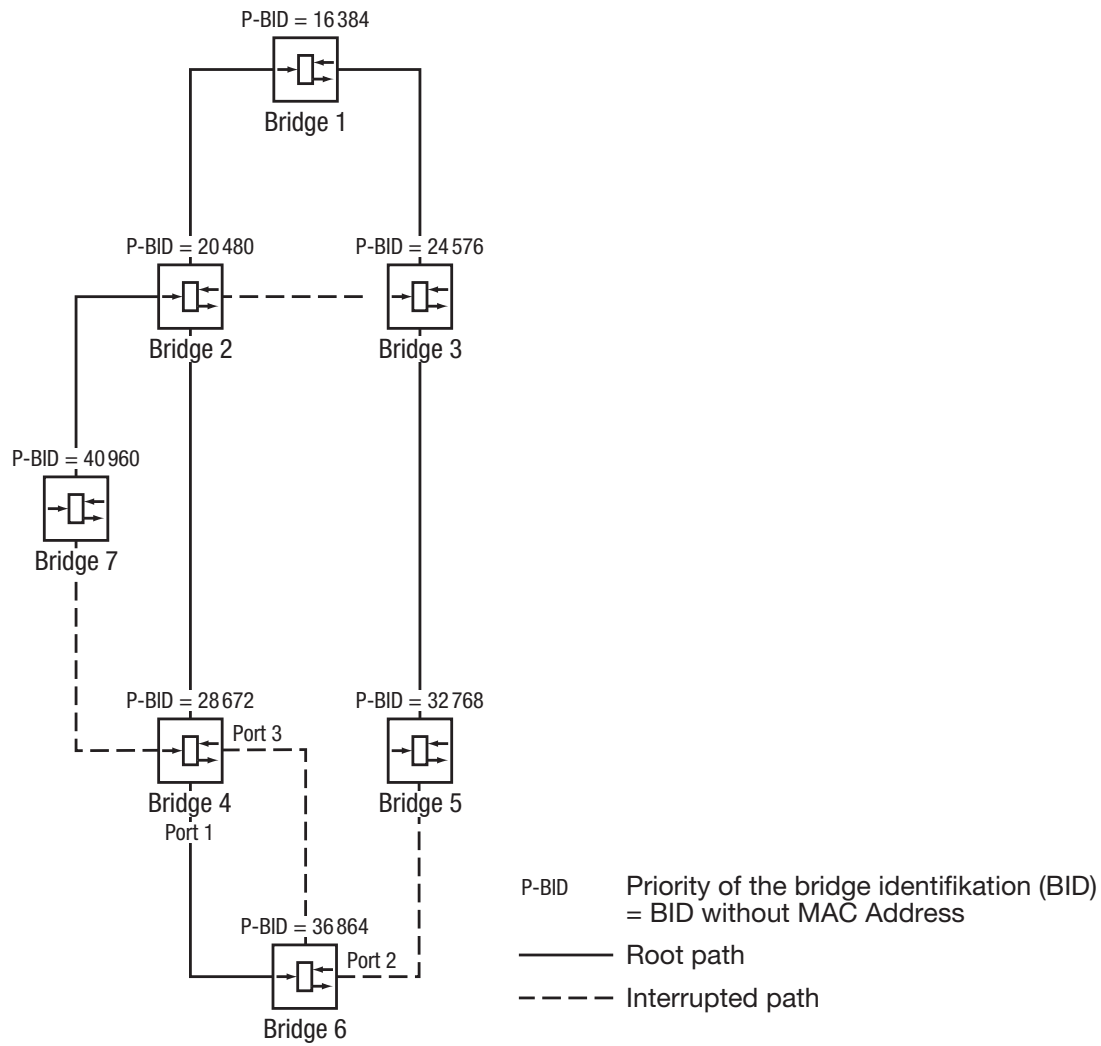 P-BID = 16 384
Bridge 1
P-BID = 20 480
P-BID = 24 576
Bridge 2
Bridge 3
P-BID = 40 960
Bridge 7
P-BID = 28 672
P-BID = 32 768
Port 3
Bridge 4
Bridge 5
Port 1
P-BID = 36 864
Port 2
Bridge 6
P-BID Priority of the bridge identifikation (BID)
= BID without MAC Address
Root path
Interrupted path